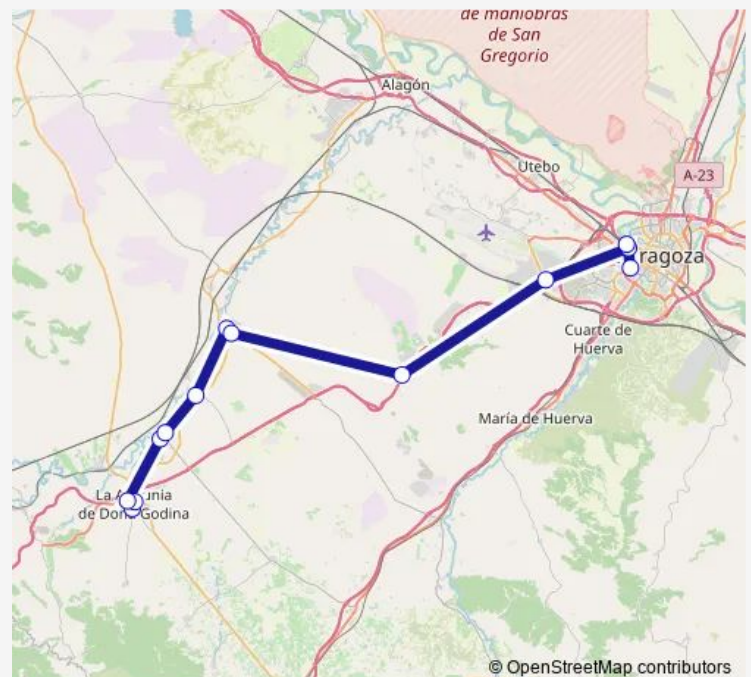 de maniobras
de San
Gregorio
Alagón
Utebo
A-23
ragoza
Cuarte de
Huerva
María de Huerva
La A unia
de Doña Godina
© OpenStreetMap contributors